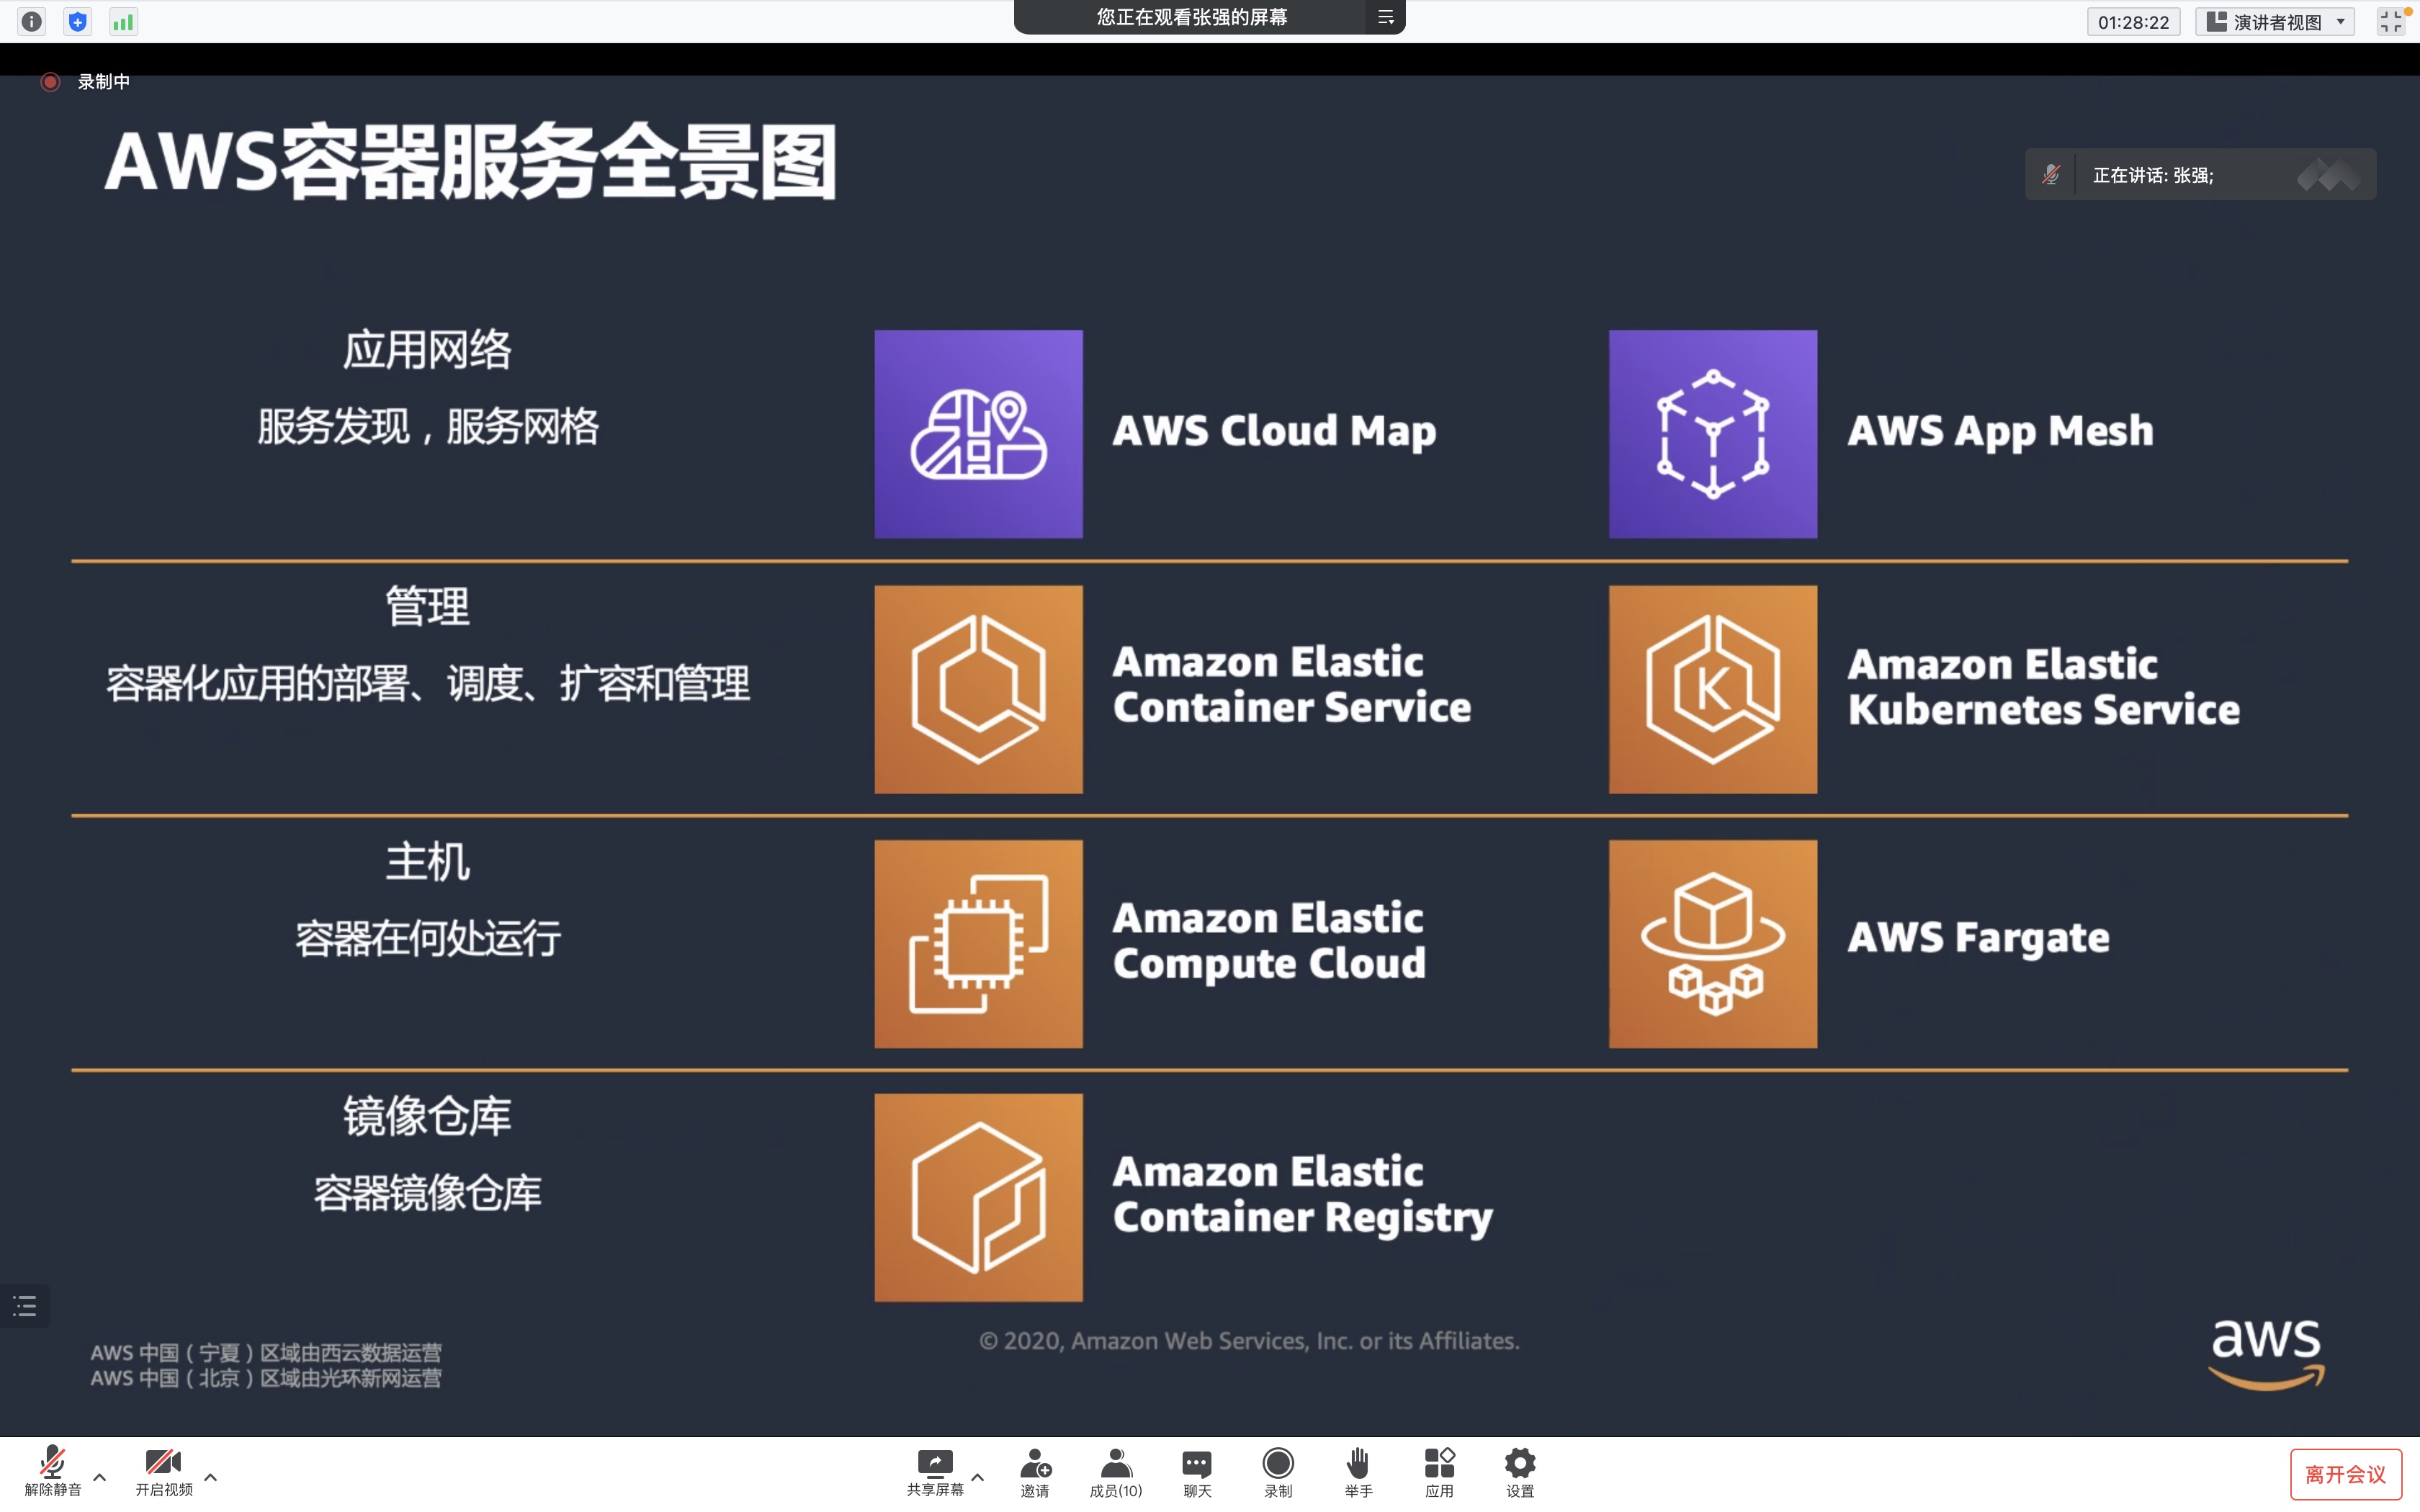 您正在观看张强的屏幕
01:28:22
演讲者视图
录制中
AWS容器服务全景图
正在讲话: 张强;
应用网络
服务发现，服务网格
AWS Cloud Map
AWS App Mesh
管理
容器化应用的部署、调度、扩容和管理
Amazon Elastic
Container Service
Amazon Elastic
Kubernetes Service
主机
容器在何处运行
Amazon Elastic
Compute Cloud
AWS Fargate
镜像仓库
容器镜像仓库
Amazon Elastic
Container Registry
AWS 中国（宁夏）区域由西云数据运营
AWS 中国（北京）区域由光环新网运营
© 2020, Amazon Web Services, Inc. or its Affiliates.
aws
解除静音
开启视频
共享屏幕
邀请
成员(10)
聊天
录制
举手
应用
设置
离开会议